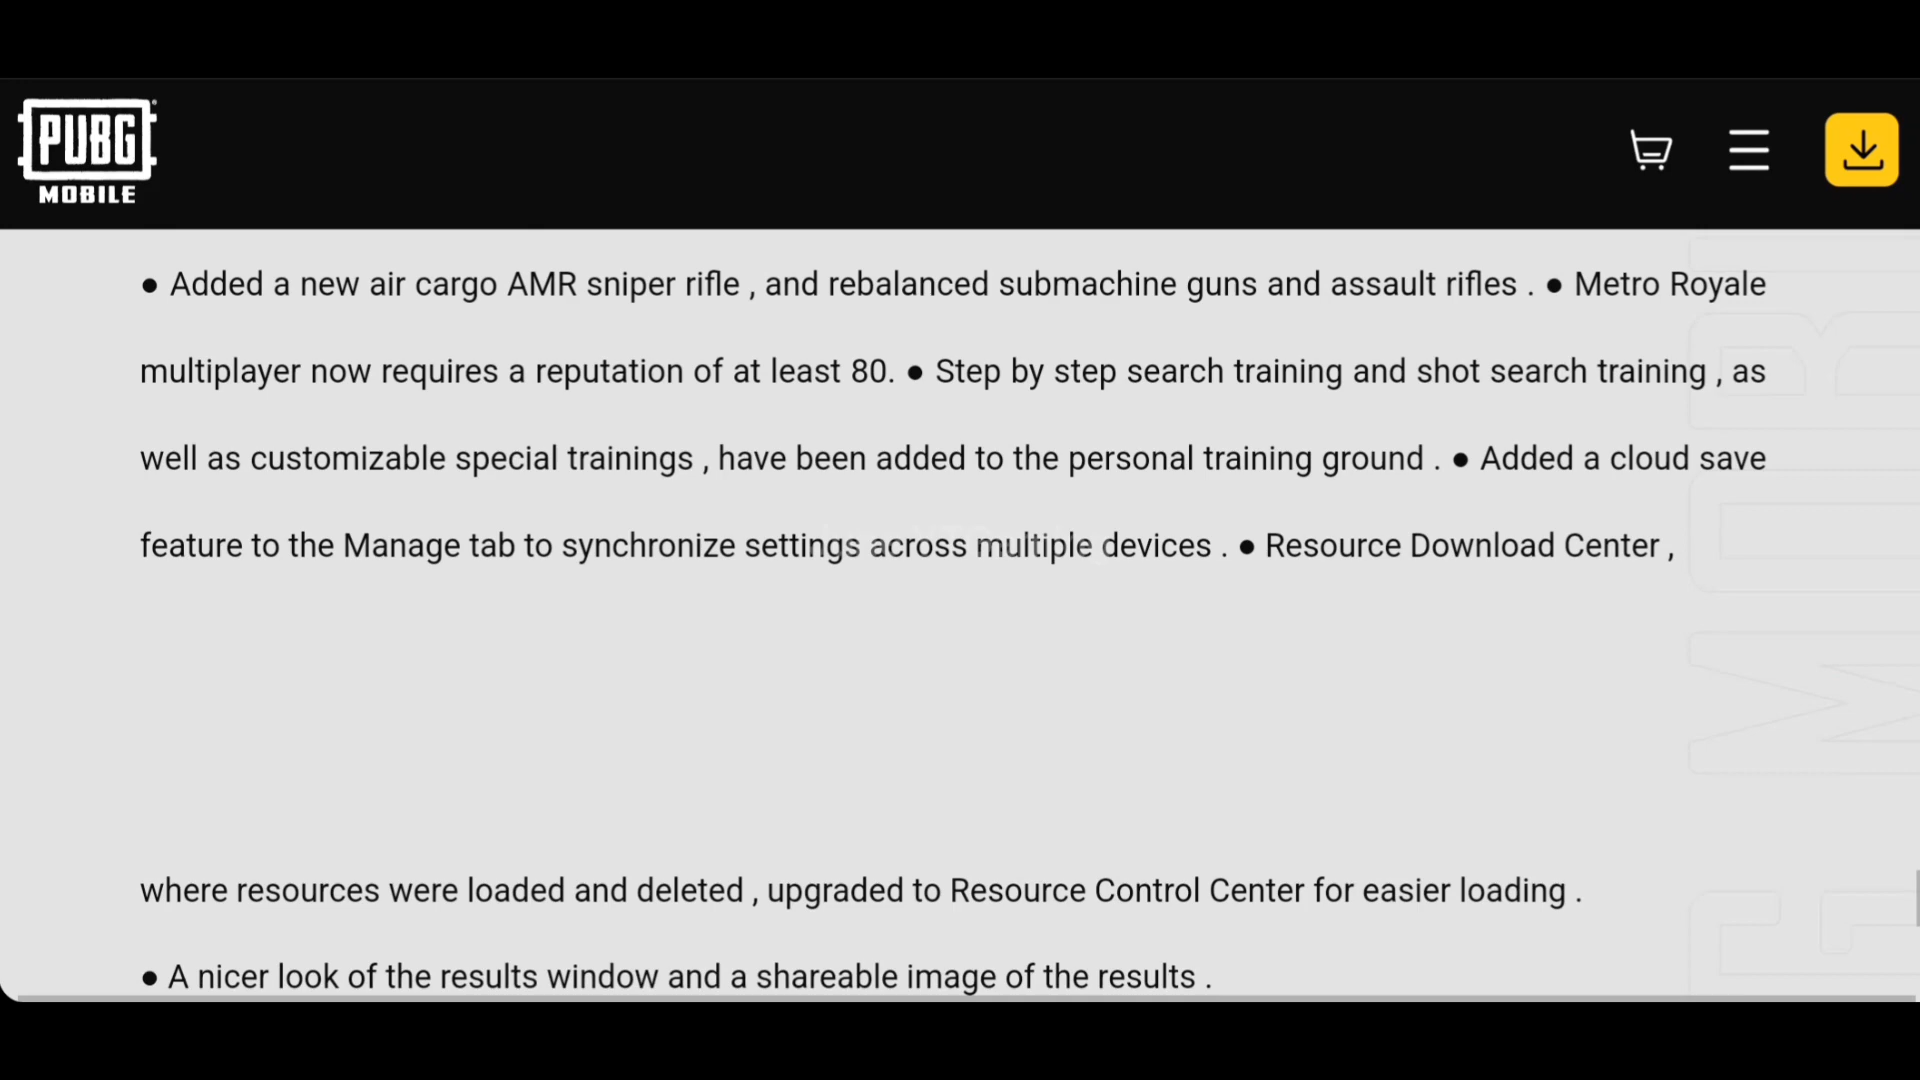 PUBG
MOBILE
● Added a new air cargo AMR sniper rifle , and rebalanced submachine guns and assault rifles . ● Metro Royale
multiplayer now requires a reputation of at least 80. ● Step by step search training and shot search training , as
well as customizable special trainings , have been added to the personal training ground . ● Added a cloud save
feature to the Manage tab to synchronize settings across multiple devices . ● Resource Download Center ,
where resources were loaded and deleted , upgraded to Resource Control Center for easier loading .
● A nicer look of the results window and a shareable image of the results .